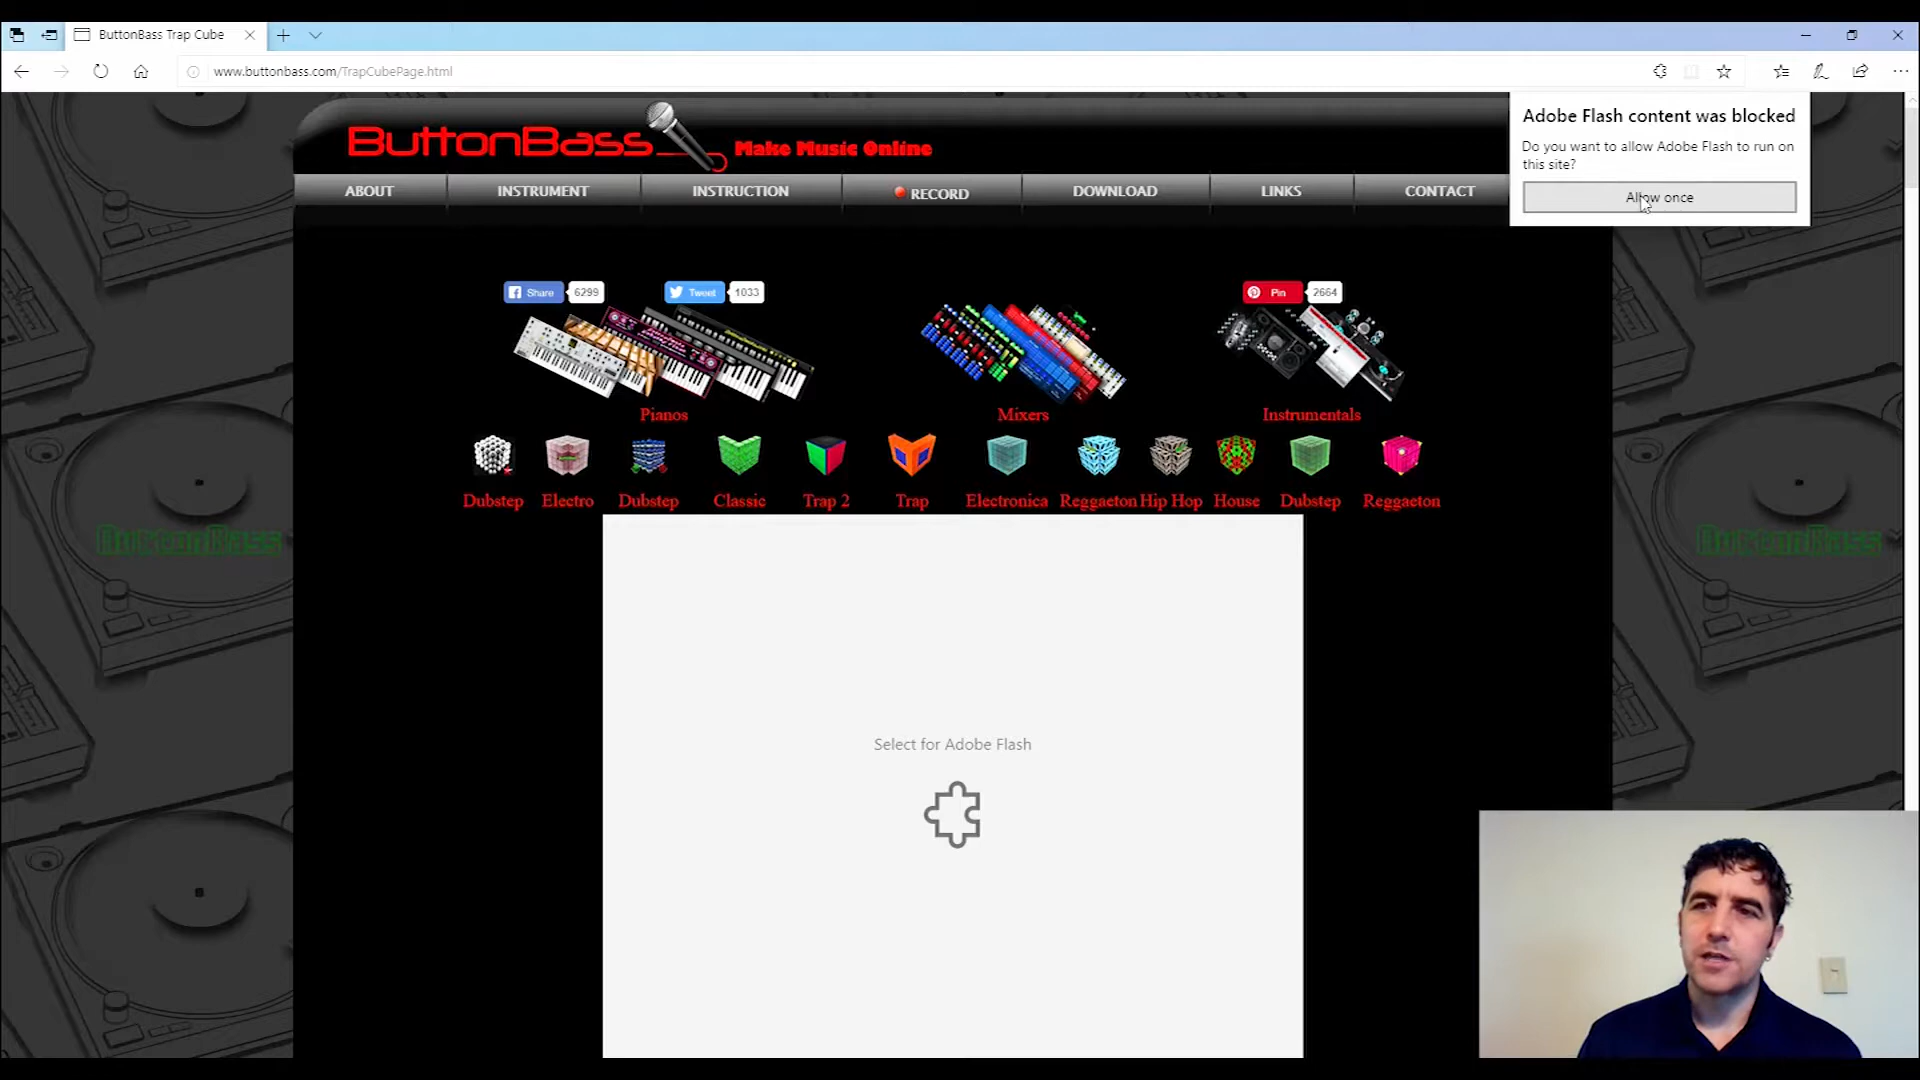 ButtonBass Trap Cube
www.buttonbass.com/TrapCubePage.html
Adobe Flash content was blocked
Do you want to allow Adobe Flash to run on
this site?
Allow once
ButtonBass
Make Music Online
ABOUT
INSTRUMENT
INSTRUCTION
RECORD
DOWNLOAD
LINKS
CONTACT
Share
6299
Tweet
1033
Pin
2664
Pianos
Mixers
Instrumentals
Dubstep
Electro
Dubstep
Classic
Trap 2
Trap
Electronica
Reggaeton
Hip Hop
House
Dubstep
Reggaeton
ButtonBass
ButtonBass
Select for Adobe Flash